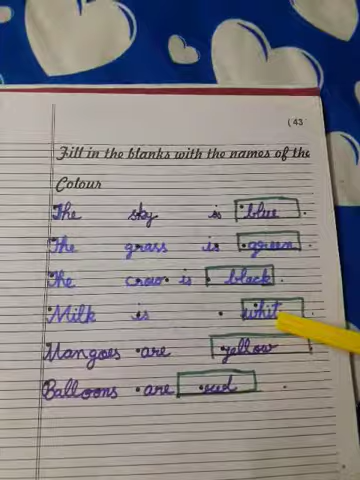 (43
Fill in the blanks with the names of the
Colour
The sky is blue.
The grass is green.
The crow is black.
Milk is whit
Mangoes are yellow.
Balloons are red.